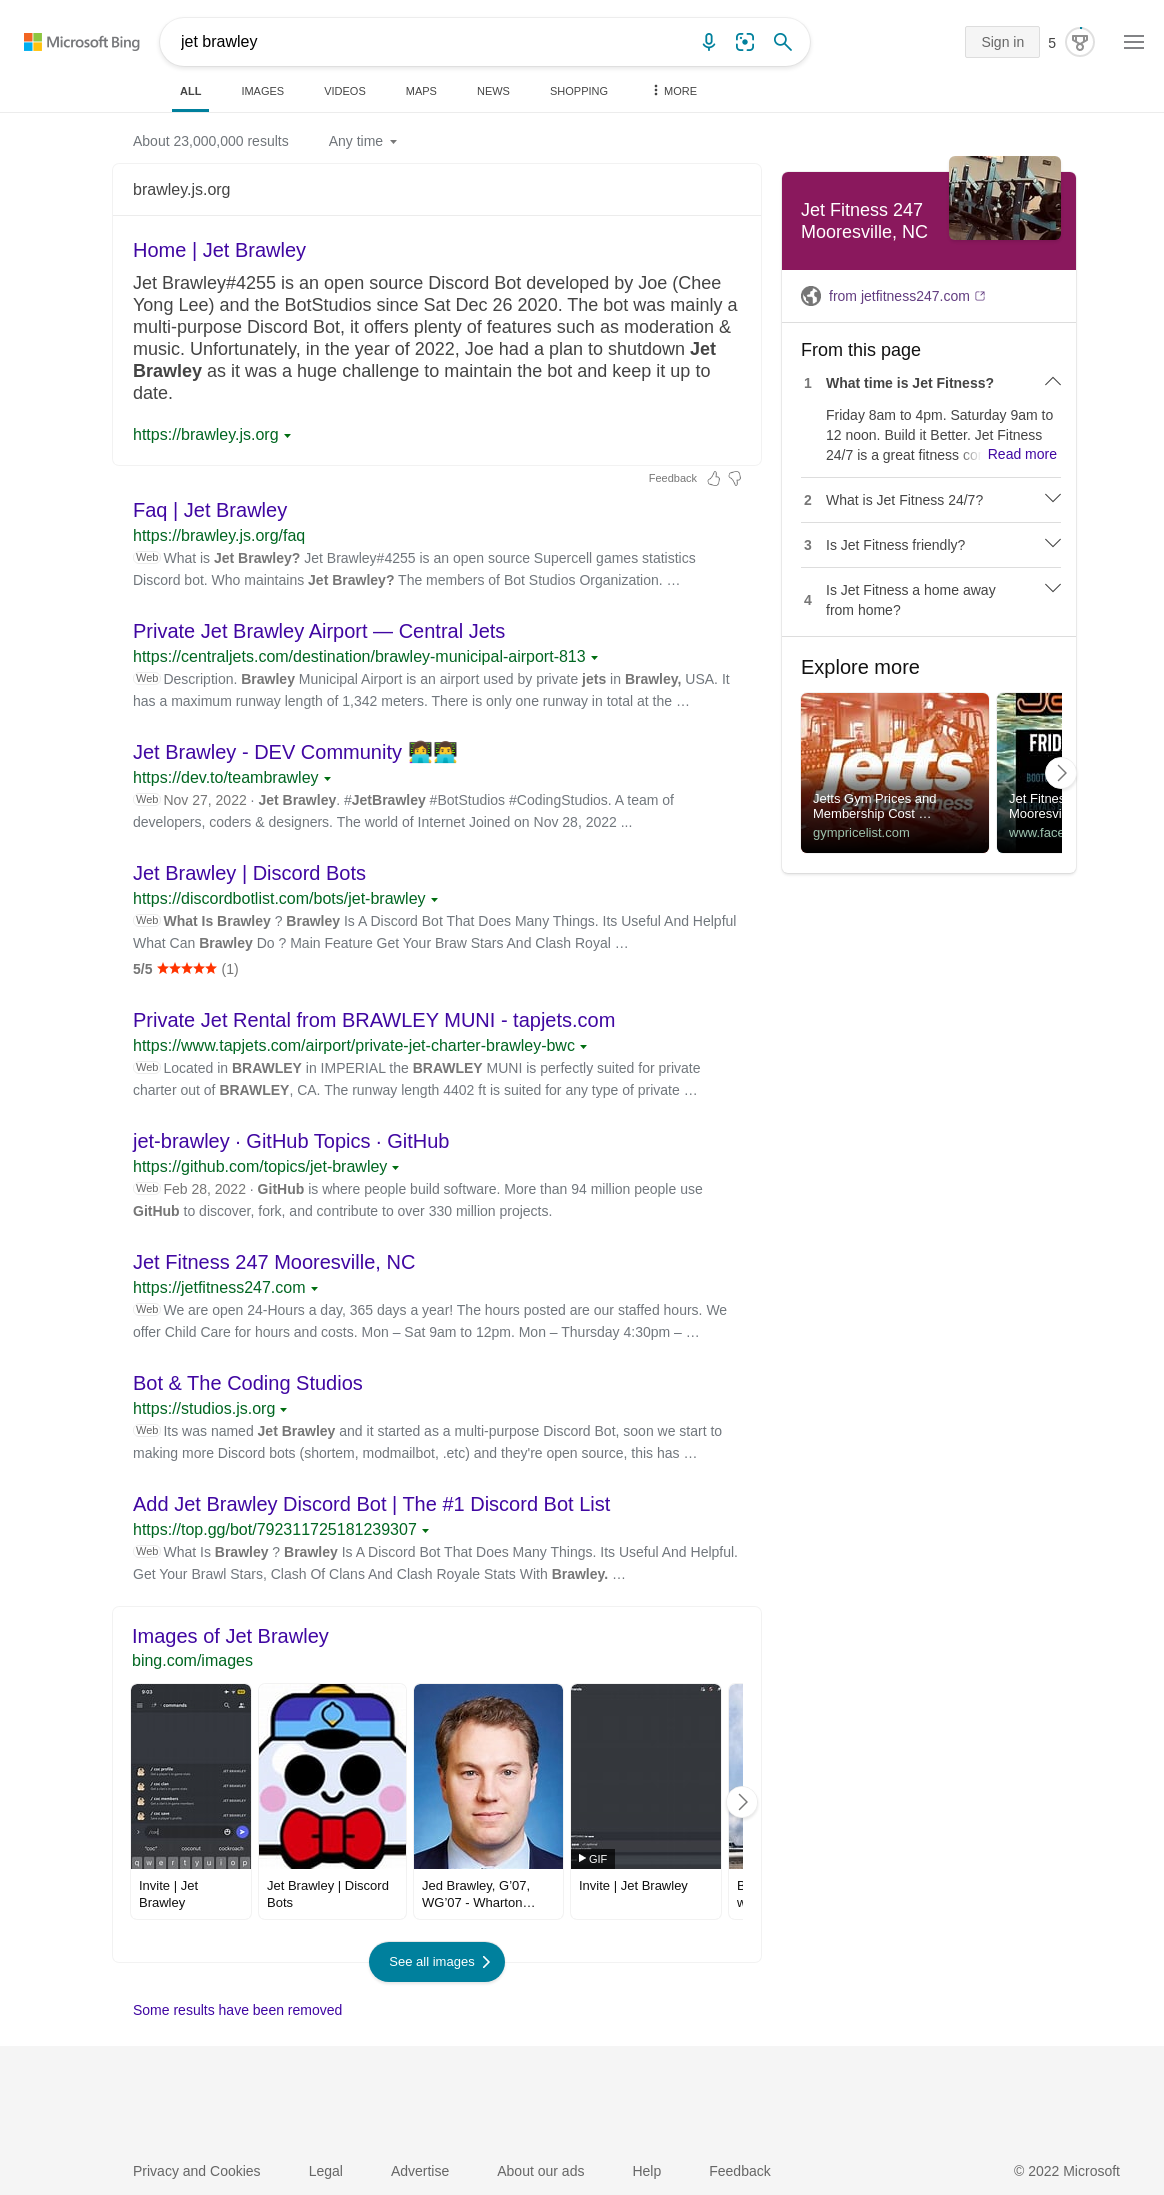 Microsoft Bing
jet brawley
Sign in
5
ALL
IMAGES
VIDEOS
MAPS
NEWS
SHOPPING
MORE
About 23,000,000 results
Any time
brawley.js.org
Home | Jet Brawley
Jet Brawley#4255 is an open source Discord Bot developed by Joe (Chee
Yong Lee) and the BotStudios since Sat Dec 26 2020. The bot was mainly a
multi-purpose Discord Bot, it offers plenty of features such as moderation &
music. Unfortunately, in the year of 2022, Joe had a plan to shutdown Jet
Brawley as it was a huge challenge to maintain the bot and keep it up to
date.
https://brawley.js.org
Feedback
Faq | Jet Brawley
https://brawley.js.org/faq
Web What is Jet Brawley? Jet Brawley#4255 is an open source Supercell games statistics
Discord bot. Who maintains Jet Brawley? The members of Bot Studios Organization. …
Private Jet Brawley Airport — Central Jets
https://centraljets.com/destination/brawley-municipal-airport-813
Web Description. Brawley Municipal Airport is an airport used by private jets in Brawley, USA. It
has a maximum runway length of 1,342 meters. There is only one runway in total at the …
Jet Brawley - DEV Community 👩‍💻👨‍💻
https://dev.to/teambrawley
Web Nov 27, 2022 · Jet Brawley. #JetBrawley #BotStudios #CodingStudios. A team of
developers, coders & designers. The world of Internet Joined on Nov 28, 2022 ...
Jet Brawley | Discord Bots
https://discordbotlist.com/bots/jet-brawley
Web What Is Brawley ? Brawley Is A Discord Bot That Does Many Things. Its Useful And Helpful
What Can Brawley Do ? Main Feature Get Your Braw Stars And Clash Royal …
5/5 ★★★★★ (1)
Private Jet Rental from BRAWLEY MUNI - tapjets.com
https://www.tapjets.com/airport/private-jet-charter-brawley-bwc
Web Located in BRAWLEY in IMPERIAL the BRAWLEY MUNI is perfectly suited for private
charter out of BRAWLEY, CA. The runway length 4402 ft is suited for any type of private …
jet-brawley · GitHub Topics · GitHub
https://github.com/topics/jet-brawley
Web Feb 28, 2022 · GitHub is where people build software. More than 94 million people use
GitHub to discover, fork, and contribute to over 330 million projects.
Jet Fitness 247 Mooresville, NC
https://jetfitness247.com
Web We are open 24-Hours a day, 365 days a year! The hours posted are our staffed hours. We
offer Child Care for hours and costs. Mon – Sat 9am to 12pm. Mon – Thursday 4:30pm – …
Bot & The Coding Studios
https://studios.js.org
Web Its was named Jet Brawley and it started as a multi-purpose Discord Bot, soon we start to
making more Discord bots (shortem, modmailbot, .etc) and they're open source, this has …
Add Jet Brawley Discord Bot | The #1 Discord Bot List
https://top.gg/bot/792311725181239307
Web What Is Brawley ? Brawley Is A Discord Bot That Does Many Things. Its Useful And Helpful.
Get Your Brawl Stars, Clash Of Clans And Clash Royale Stats With Brawley. …
Images of Jet Brawley
bing.com/images
9:03
commands
/ coc profile
JET BRAWLEY
/ coc clan
JET BRAWLEY
/ coc members
JET BRAWLEY
/ coc save
JET BRAWLEY
/coc
"coc" coconut cockroach
q w e r t y u i o p
GIF
Invite | Jet
Brawley
Jet Brawley | Discord
Bots
Jed Brawley, G’07,
WG’07 - Wharton…
Invite | Jet Brawley
See all images
Some results have been removed
Jet Fitness 247
Mooresville, NC
from jetfitness247.com
From this page
1 What time is Jet Fitness?
Friday 8am to 4pm. Saturday 9am to
12 noon. Build it Better. Jet Fitness
24/7 is a great fitness co Read more
2 What is Jet Fitness 24/7?
3 Is Jet Fitness friendly?
4 Is Jet Fitness a home away
from home?
Explore more
jetts
24 hour fitness
Jetts Gym Prices and
Membership Cost …
gympricelist.com
FRID
Jet Fitnes
Mooresvi
www.face
Privacy and Cookies
Legal
Advertise
About our ads
Help
Feedback
© 2022 Microsoft